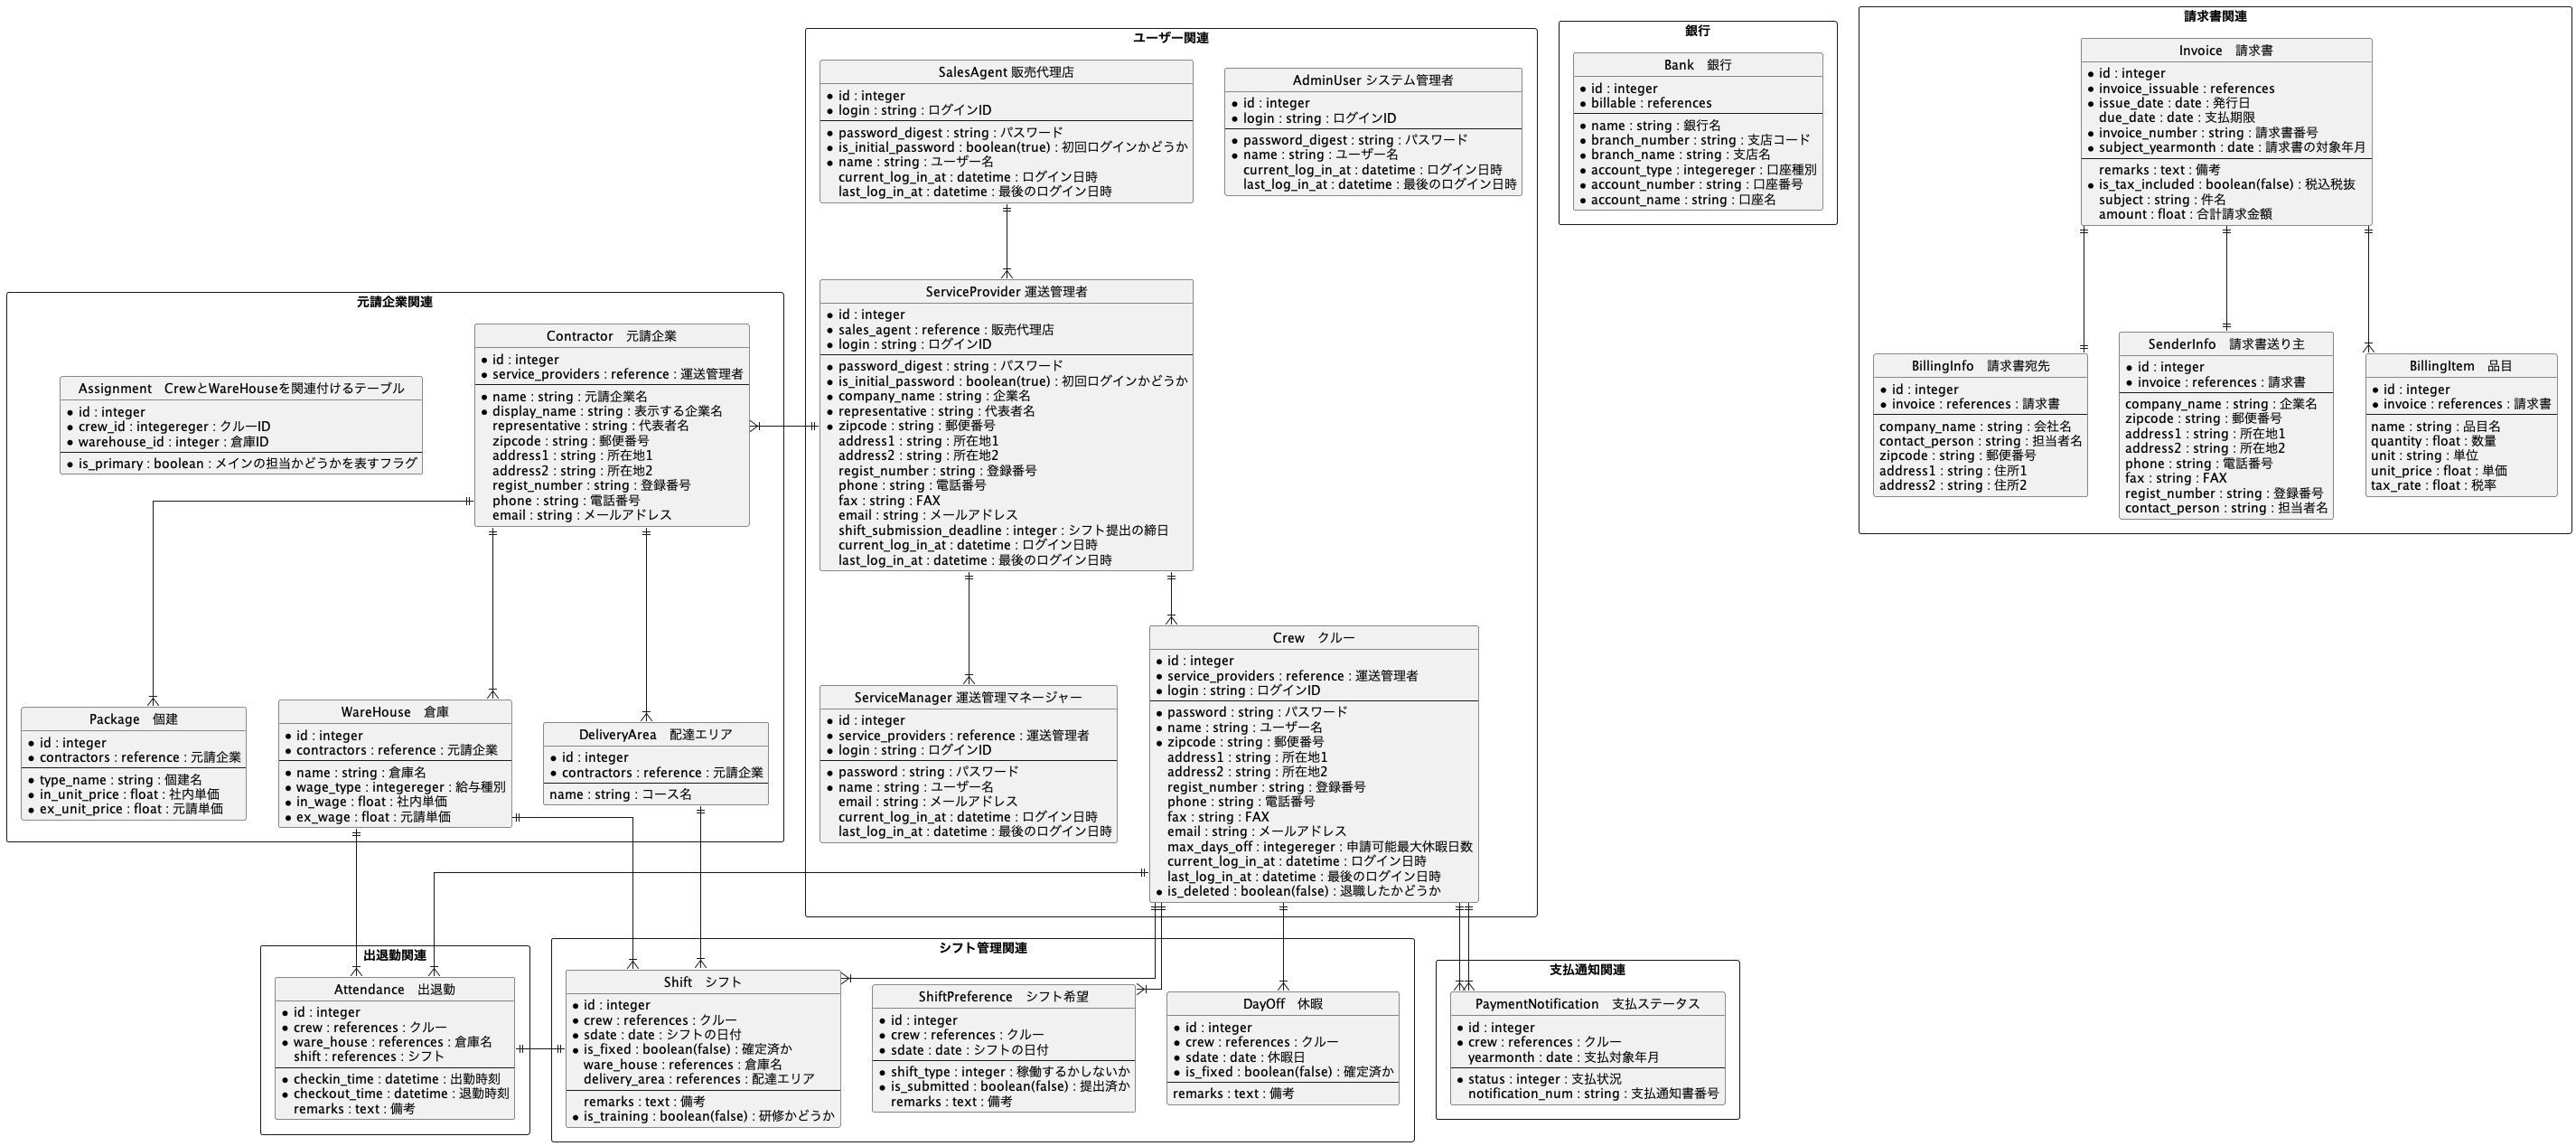 ユーザー関連
SalesAgent 販売代理店
id : integer
login : string : ログインID
password_digest : string : パスワード
is_initial_password : boolean(true) : 初回ログインかどうか
name : string : ユーザー名
current_log_in_at : datetime : ログイン日時
last_log_in_at : datetime : 最後のログイン日時
AdminUser システム管理者
id : integer
login : string : ログインID
password_digest : string : パスワード
name : string : ユーザー名
current_log_in_at : datetime : ログイン日時
last_log_in_at : datetime : 最後のログイン日時
ServiceProvider 運送管理者
id : integer
sales_agent : reference : 販売代理店
login : string : ログインID
password_digest : string : パスワード
is_initial_password : boolean(true) : 初回ログインかどうか
company_name : string : 企業名
representative : string : 代表者名
zipcode : string : 郵便番号
address1 : string : 所在地1
address2 : string : 所在地2
regist_number : string : 登録番号
phone : string : 電話番号
fax : string : FAX
email : string : メールアドレス
shift_submission_deadline : integer : シフト提出の締日
current_log_in_at : datetime : ログイン日時
last_log_in_at : datetime : 最後のログイン日時
ServiceManager 運送管理マネージャー
id : integer
service_providers : reference : 運送管理者
login : string : ログインID
password : string : パスワード
name : string : ユーザー名
email : string : メールアドレス
current_log_in_at : datetime : ログイン日時
last_log_in_at : datetime : 最後のログイン日時
Crew　クルー
id : integer
service_providers : reference : 運送管理者
login : string : ログインID
password : string : パスワード
name : string : ユーザー名
zipcode : string : 郵便番号
address1 : string : 所在地1
address2 : string : 所在地2
regist_number : string : 登録番号
phone : string : 電話番号
fax : string : FAX
email : string : メールアドレス
max_days_off : integereger : 申請可能最大休暇日数
current_log_in_at : datetime : ログイン日時
last_log_in_at : datetime : 最後のログイン日時
is_deleted : boolean(false) : 退職したかどうか
銀行
Bank　銀行
id : integer
billable : references
name : string : 銀行名
branch_number : string : 支店コード
branch_name : string : 支店名
account_type : integereger : 口座種別
account_number : string : 口座番号
account_name : string : 口座名
請求書関連
Invoice　請求書
id : integer
invoice_issuable : references
issue_date : date : 発行日
due_date : date : 支払期限
invoice_number : string : 請求書番号
subject_yearmonth : date : 請求書の対象年月
remarks : text : 備考
is_tax_included : boolean(false) : 税込税抜
subject : string : 件名
amount : float : 合計請求金額
BillingInfo　請求書宛先
id : integer
invoice : references : 請求書
company_name : string : 会社名
contact_person : string : 担当者名
zipcode : string : 郵便番号
address1 : string : 住所1
address2 : string : 住所2
SenderInfo　請求書送り主
id : integer
invoice : references : 請求書
company_name : string : 企業名
zipcode : string : 郵便番号
address1 : string : 所在地1
address2 : string : 所在地2
phone : string : 電話番号
fax : string : FAX
regist_number : string : 登録番号
contact_person : string : 担当者名
BillingItem　品目
id : integer
invoice : references : 請求書
name : string : 品目名
quantity : float : 数量
unit : string : 単位
unit_price : float : 単価
tax_rate : float : 税率
元請企業関連
Assignment　CrewとWareHouseを関連付けるテーブル
id : integer
crew_id : integereger : クルーID
warehouse_id : integer : 倉庫ID
is_primary : boolean : メインの担当かどうかを表すフラグ
Contractor　元請企業
id : integer
service_providers : reference : 運送管理者
name : string : 元請企業名
display_name : string : 表示する企業名
representative : string : 代表者名
zipcode : string : 郵便番号
address1 : string : 所在地1
address2 : string : 所在地2
regist_number : string : 登録番号
phone : string : 電話番号
email : string : メールアドレス
Package　個建
id : integer
contractors : reference : 元請企業
type_name : string : 個建名
in_unit_price : float : 社内単価
ex_unit_price : float : 元請単価
WareHouse　倉庫
id : integer
contractors : reference : 元請企業
name : string : 倉庫名
wage_type : integereger : 給与種別
in_wage : float : 社内単価
ex_wage : float : 元請単価
DeliveryArea　配達エリア
id : integer
contractors : reference : 元請企業
name : string : コース名
出退勤関連
Attendance　出退勤
id : integer
crew : references : クルー
ware_house : references : 倉庫名
shift : references : シフト
checkin_time : datetime : 出勤時刻
checkout_time : datetime : 退勤時刻
remarks : text : 備考
シフト管理関連
Shift　シフト
id : integer
crew : references : クルー
sdate : date : シフトの日付
is_fixed : boolean(false) : 確定済か
ware_house : references : 倉庫名
delivery_area : references : 配達エリア
remarks : text : 備考
is_training : boolean(false) : 研修かどうか
ShiftPreference　シフト希望
id : integer
crew : references : クルー
sdate : date : シフトの日付
shift_type : integer : 稼働するかしないか
is_submitted : boolean(false) : 提出済か
remarks : text : 備考
DayOff　休暇
id : integer
crew : references : クルー
sdate : date : 休暇日
is_fixed : boolean(false) : 確定済か
remarks : text : 備考
支払通知関連
PaymentNotification　支払ステータス
id : integer
crew : references : クルー
yearmonth : date : 支払対象年月
status : integer : 支払状況
notification_num : string : 支払通知書番号